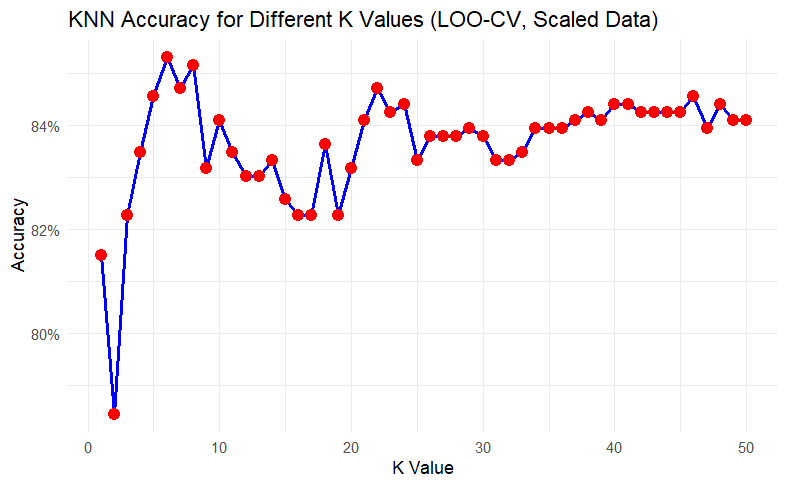 KNN Accuracy for Different K Values (LOO-CV, Scaled Data)
84%
82%
80%
Accuracy
0 10 20 30 40 50
K Value